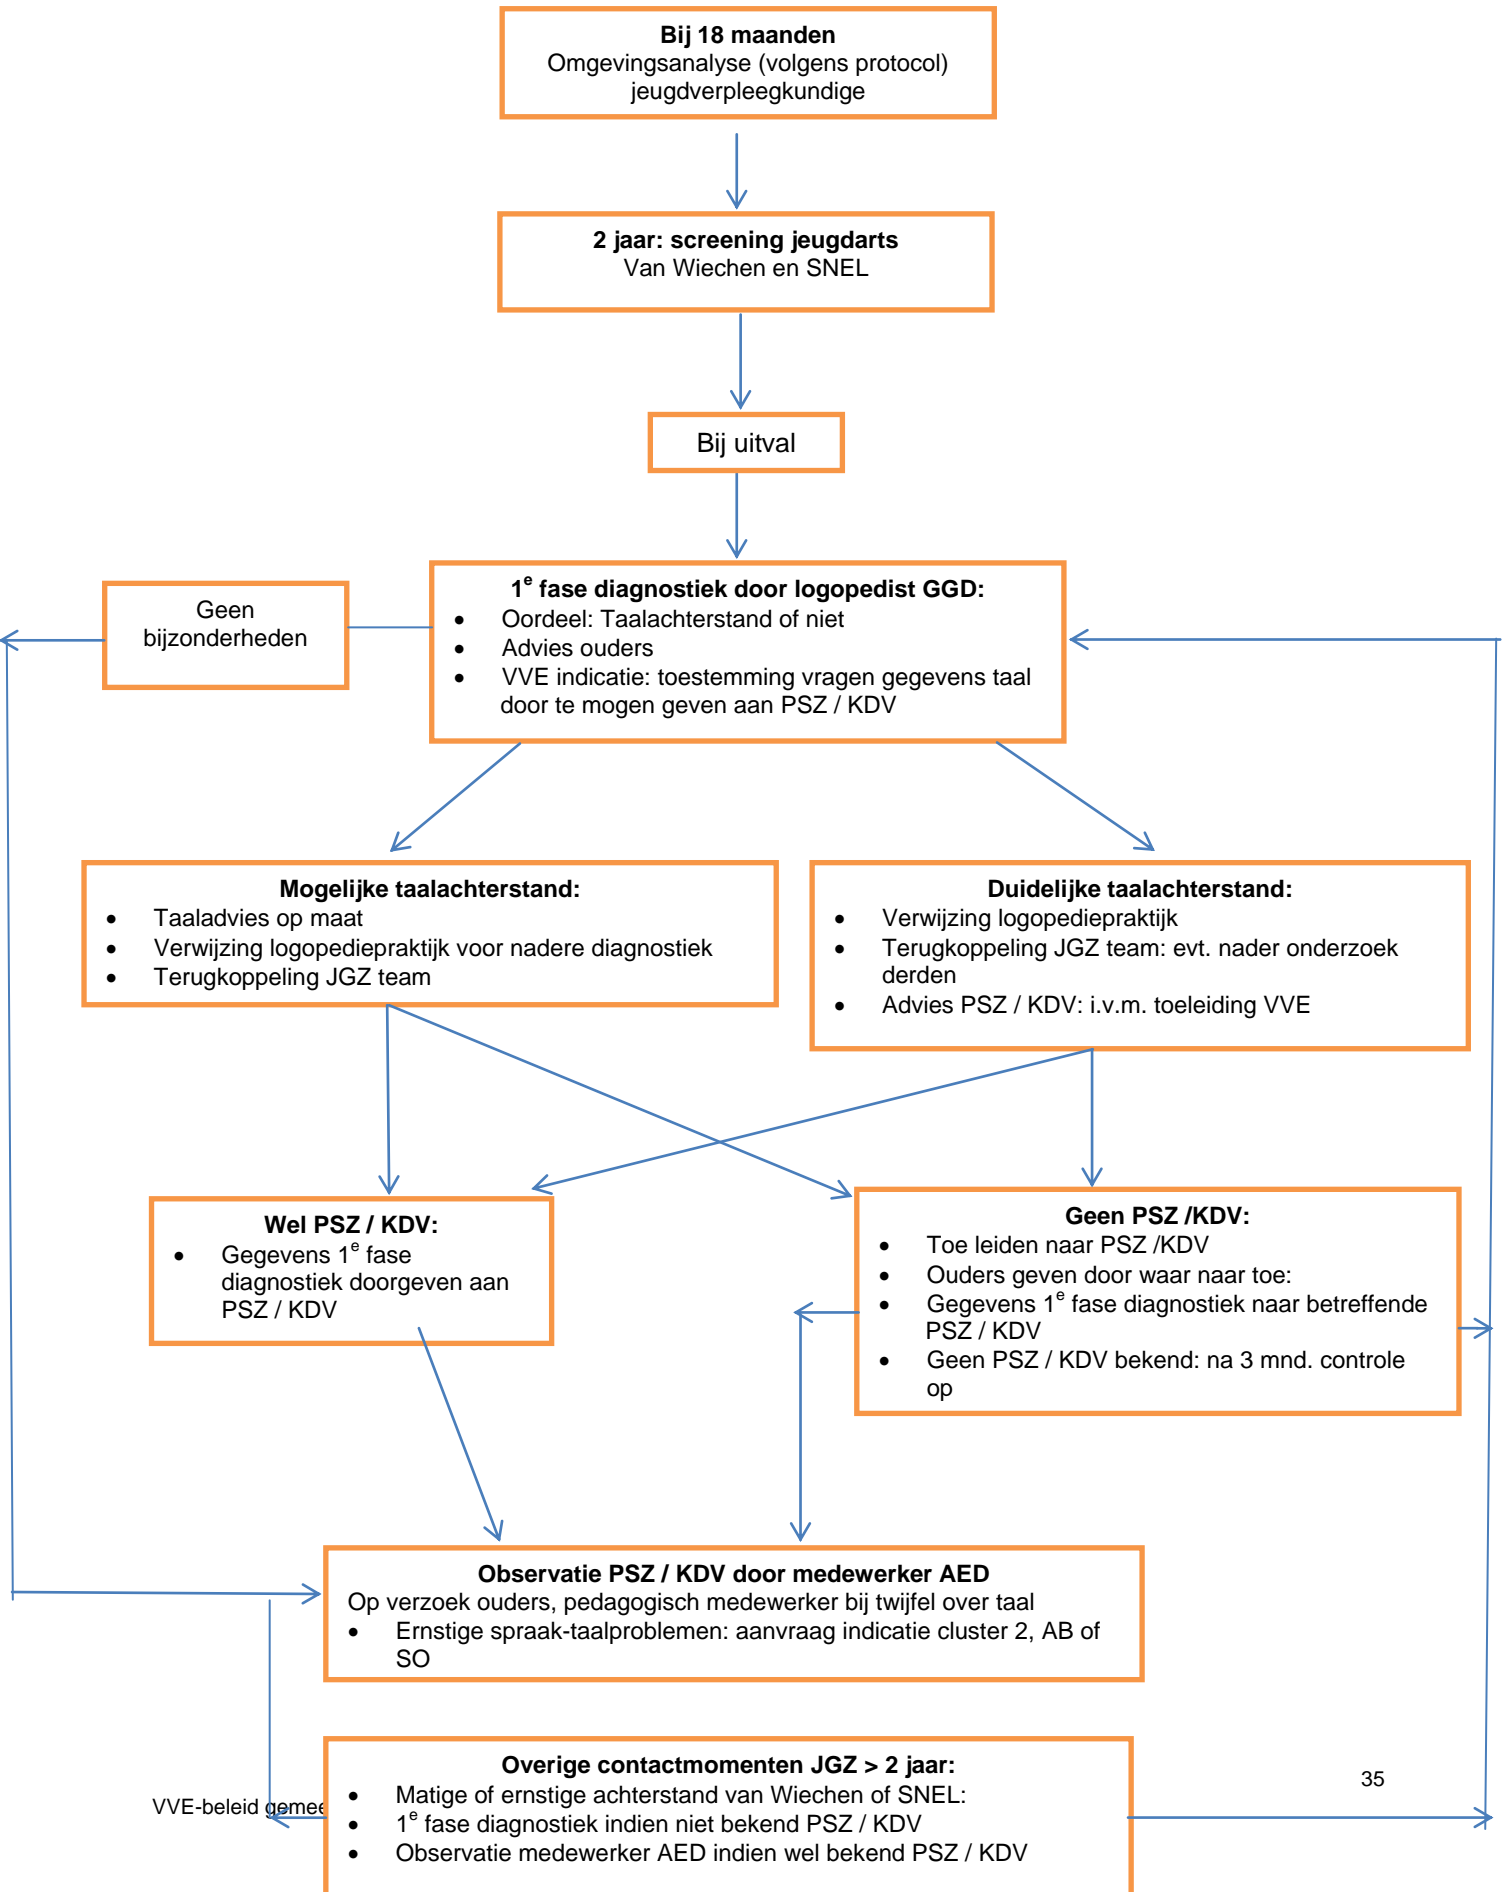 Bij 18 maanden
Omgevingsanalyse (volgens protocol)
jeugdverpleegkundige
2 jaar: screening jeugdarts
Van Wiechen en SNEL
Bij uitval
Geen
bijzonderheden
1e fase diagnostiek door logopedist GGD:
• Oordeel: Taalachterstand of niet
• Advies ouders
• VVE indicatie: toestemming vragen gegevens taal
door te mogen geven aan PSZ / KDV
Mogelijke taalachterstand:
• Taaladvies op maat
• Verwijzing logopediepraktijk voor nadere diagnostiek
• Terugkoppeling JGZ team
Duidelijke taalachterstand:
• Verwijzing logopediepraktijk
• Terugkoppeling JGZ team: evt. nader onderzoek
derden
• Advies PSZ / KDV: i.v.m. toeleiding VVE
Wel PSZ / KDV:
• Gegevens 1e fase
diagnostiek doorgeven aan
PSZ / KDV
Geen PSZ /KDV:
• Toe leiden naar PSZ /KDV
• Ouders geven door waar naar toe:
• Gegevens 1e fase diagnostiek naar betreffende
PSZ / KDV
• Geen PSZ / KDV bekend: na 3 mnd. controle
op
Observatie PSZ / KDV door medewerker AED
Op verzoek ouders, pedagogisch medewerker bij twijfel over taal
• Ernstige spraak-taalproblemen: aanvraag indicatie cluster 2, AB of
SO
Overige contactmomenten JGZ > 2 jaar:
• Matige of ernstige achterstand van Wiechen of SNEL:
• 1e fase diagnostiek indien niet bekend PSZ / KDV
• Observatie medewerker AED indien wel bekend PSZ / KDV
VVE-beleid gemee
35